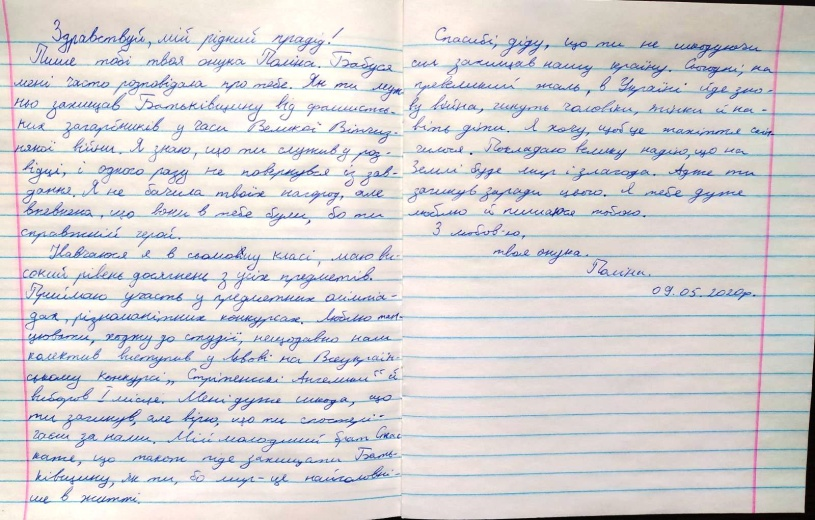 Здравствуй, мій рідний прадід!
Пише тобі твоя онука Поліна. Бабуся
мені часто розповідала про тебе. Як ти муж-
ньо захищав Батьківщину від фашистсь-
ких загарбників у часи Великої Вітчиз-
няної війни. Я знаю, що ти служив у роз-
відці, і одного разу не повернувся із зав-
дання. Я не бачила твоїх нагород, але
впевнена, що вони в тебе були, бо ти
справжній герой.
Навчаюся я в сьомому класі, маю ви-
сокий рівень досягнень з усіх предметів.
Приймаю участь у предметних олімпіа-
дах, різноманітних конкурсах. Люблю тан-
цювати, ходжу до студії, нещодавно наш
колектив виступив у Львові на Всеукраїн-
ському конкурсі „Стрітенські Ангелики“ й
виборов І місце. Мені дуже шкода, що
ти загинув, але вірю, що ти спостері-
гаєш за нами. Мій молодший брат
каже, що також піде захищати Бать-
ківщину, як ти, бо мир - це найголовні-
ше в житті.
Спасибі, діду, що ти не шкодуючи
сил захищав нашу країну. Сьогодні, на
превеликий жаль, в Україні йде зно-
ву війна, гинуть чоловіки, жінки й на-
віть діти. Я хочу, щоб це жахіття скін-
чилося. Покладаю велику надію, що на
Землі буде мир і злагода. Адже ти
загинув заради цього. Я тебе дуже
люблю й пишаюся тобою.
З любов'ю,
твоя онука.
Поліна.
09.05.2020р.